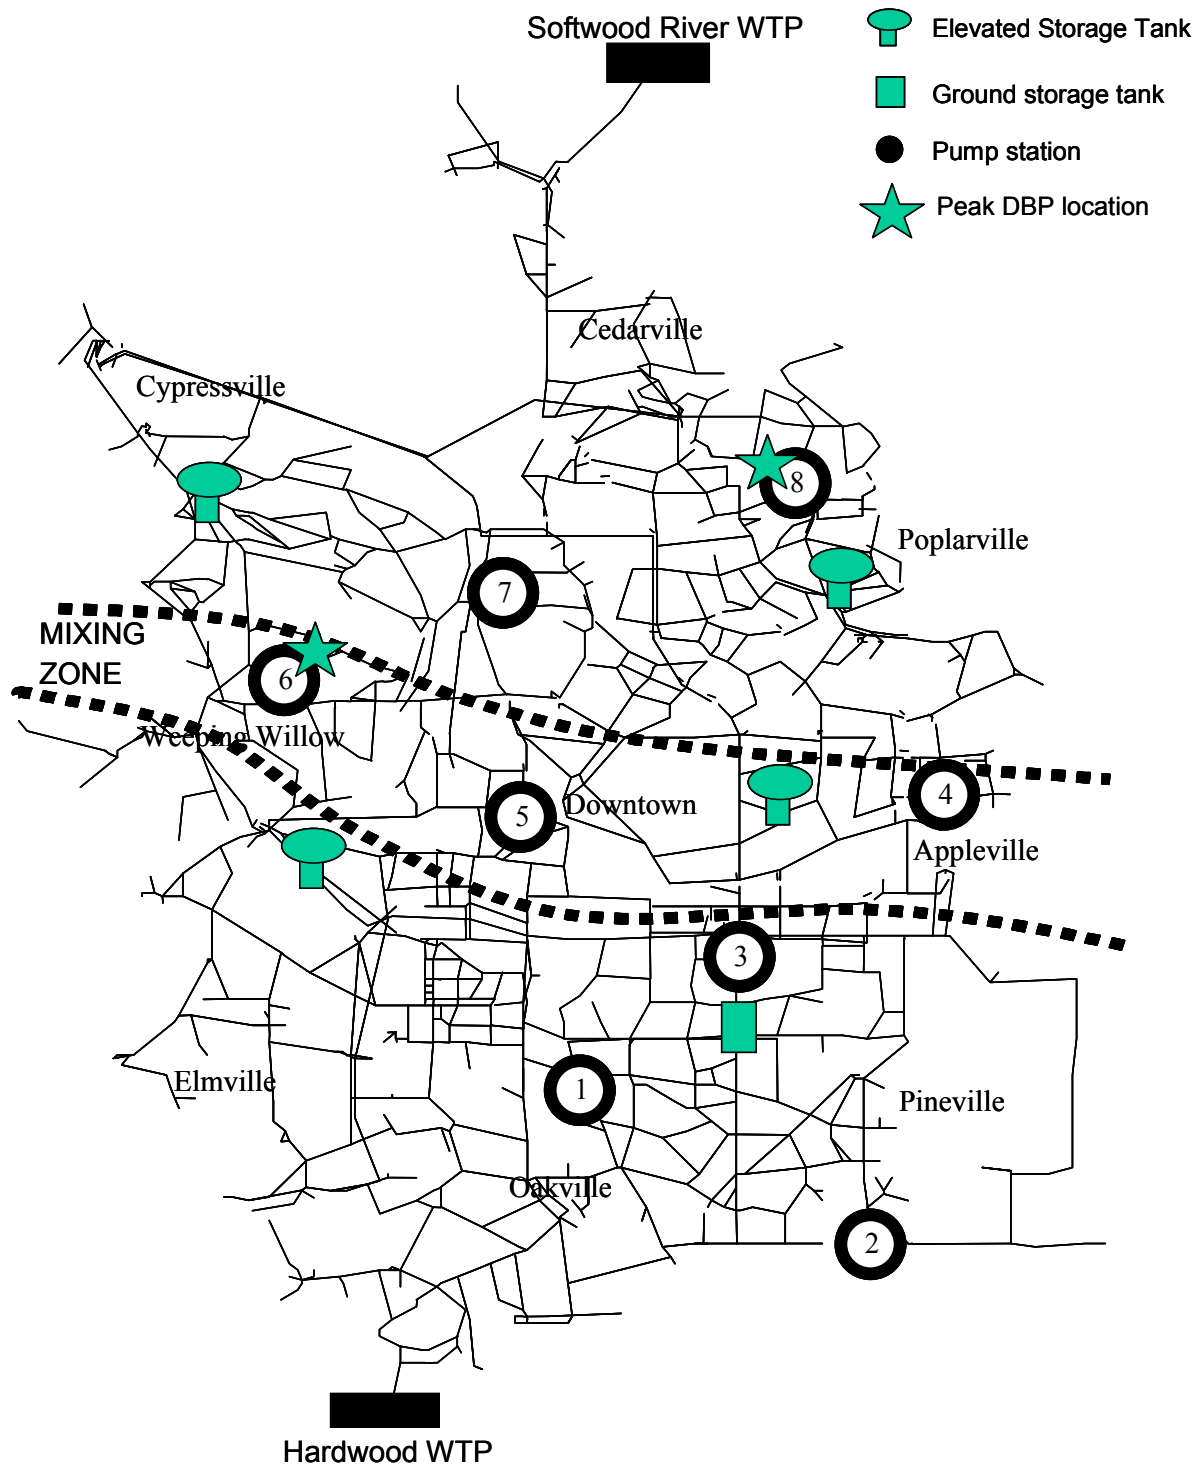 Softwood River WTP
Elevated Storage Tank
Ground storage tank
Pump station
Peak DBP location
Cedarville
Cypressville
8
Poplarville
7
MIXING
ZONE
6
Weeping Willow
4
5
Downtown
Appleville
3
Elmville
1
Pineville
Oakville
2
Hardwood WTP